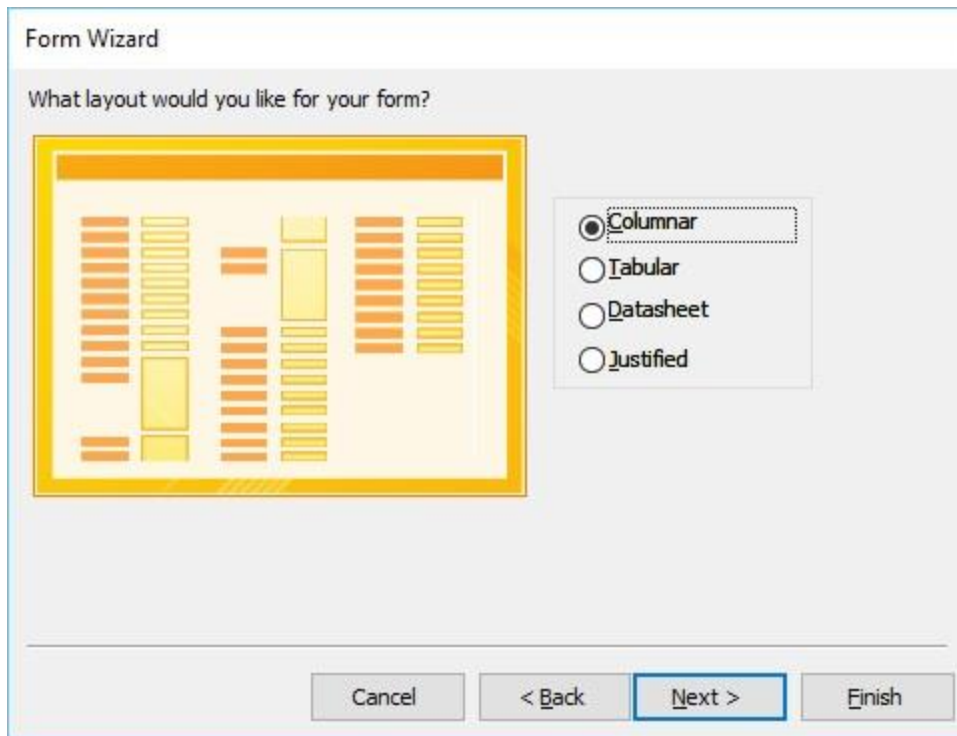 Form Wizard
What layout would you like for your form?
Columnar
Tabular
Datasheet
Justified
Cancel < Back Next > Finish